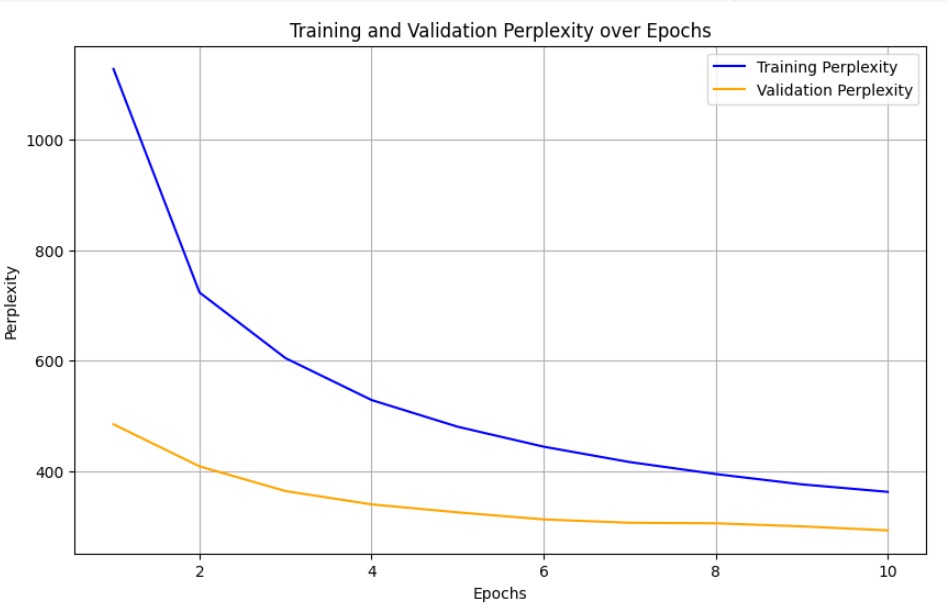 Training and Validation Perplexity over Epochs
Training Perplexity
Validation Perplexity
1000
800
600
400
Perplexity
2 4 6 8 10
Epochs